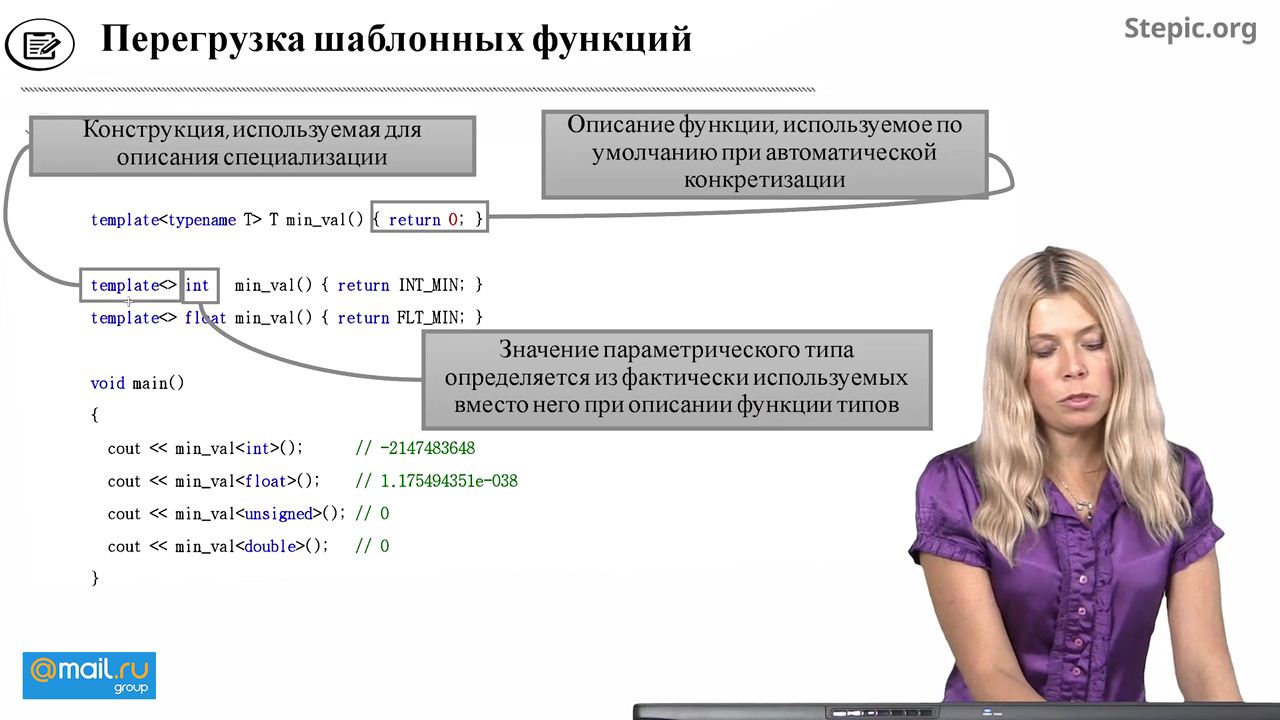 Перегрузка шаблонных функций
Stepic.org
Конструкция, используемая для
описания специализации
Описание функции, используемое по
умолчанию при автоматической
конкретизации
template<typename T> T min_val() { return 0; }
template<> int min_val() { return INT_MIN; }
template<> float min_val() { return FLT_MIN; }
Значение параметрического типа
определяется из фактически используемых
вместо него при описании функции типов
void main()
{
cout << min_val<int>(); // -2147483648
cout << min_val<float>(); // 1.175494351e-038
cout << min_val<unsigned>(); // 0
cout << min_val<double>(); // 0
}
@mail.ru
group